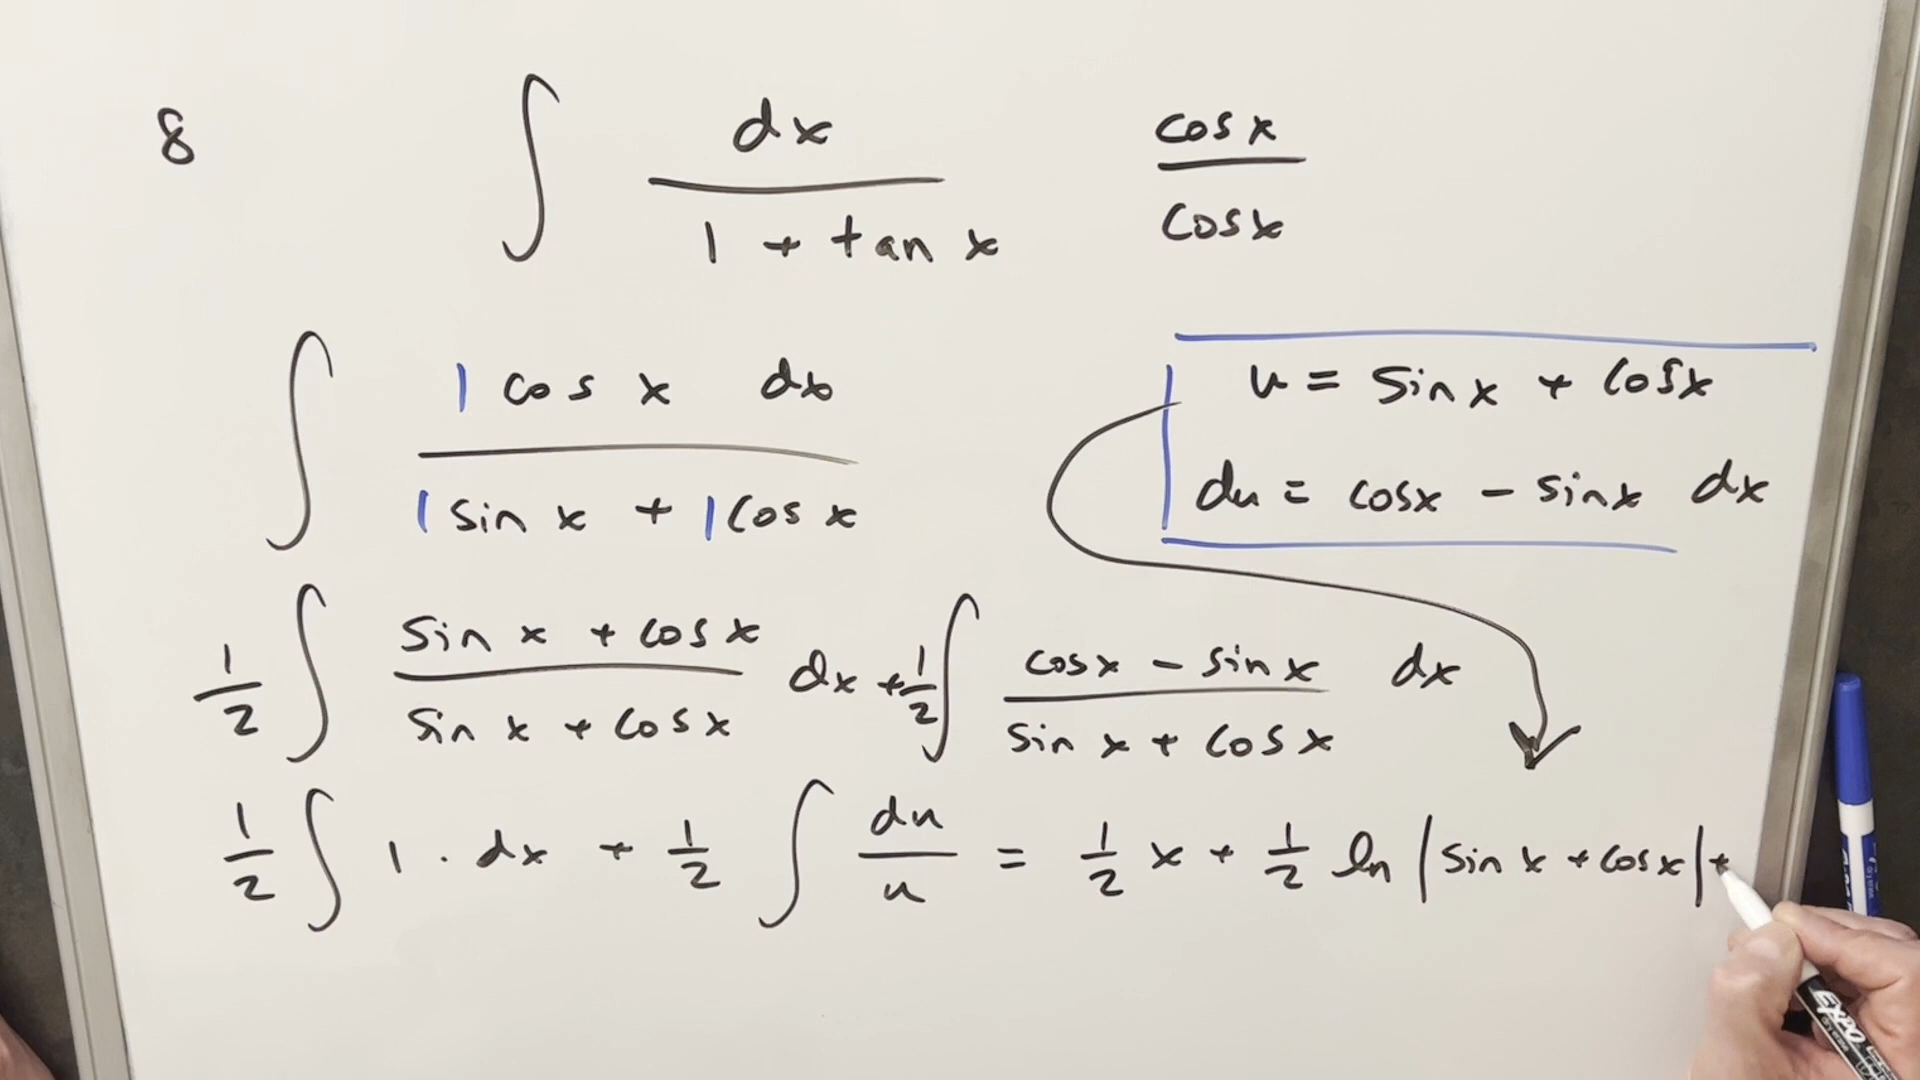 8 ∫ dx / (1 + tan x) cos x / cos x
∫ 1 cos x dx / (1 sin x + 1 cos x)
u = sin x + cos x
du = cos x - sin x dx
1/2 ∫ (sin x + cos x) / (sin x + cos x) dx + 1/2 ∫ (cos x - sin x) / (sin x + cos x) dx
1/2 ∫ 1 · dx + 1/2 ∫ du / u = 1/2 x + 1/2 ln |sin x + cos x| +
EXPO